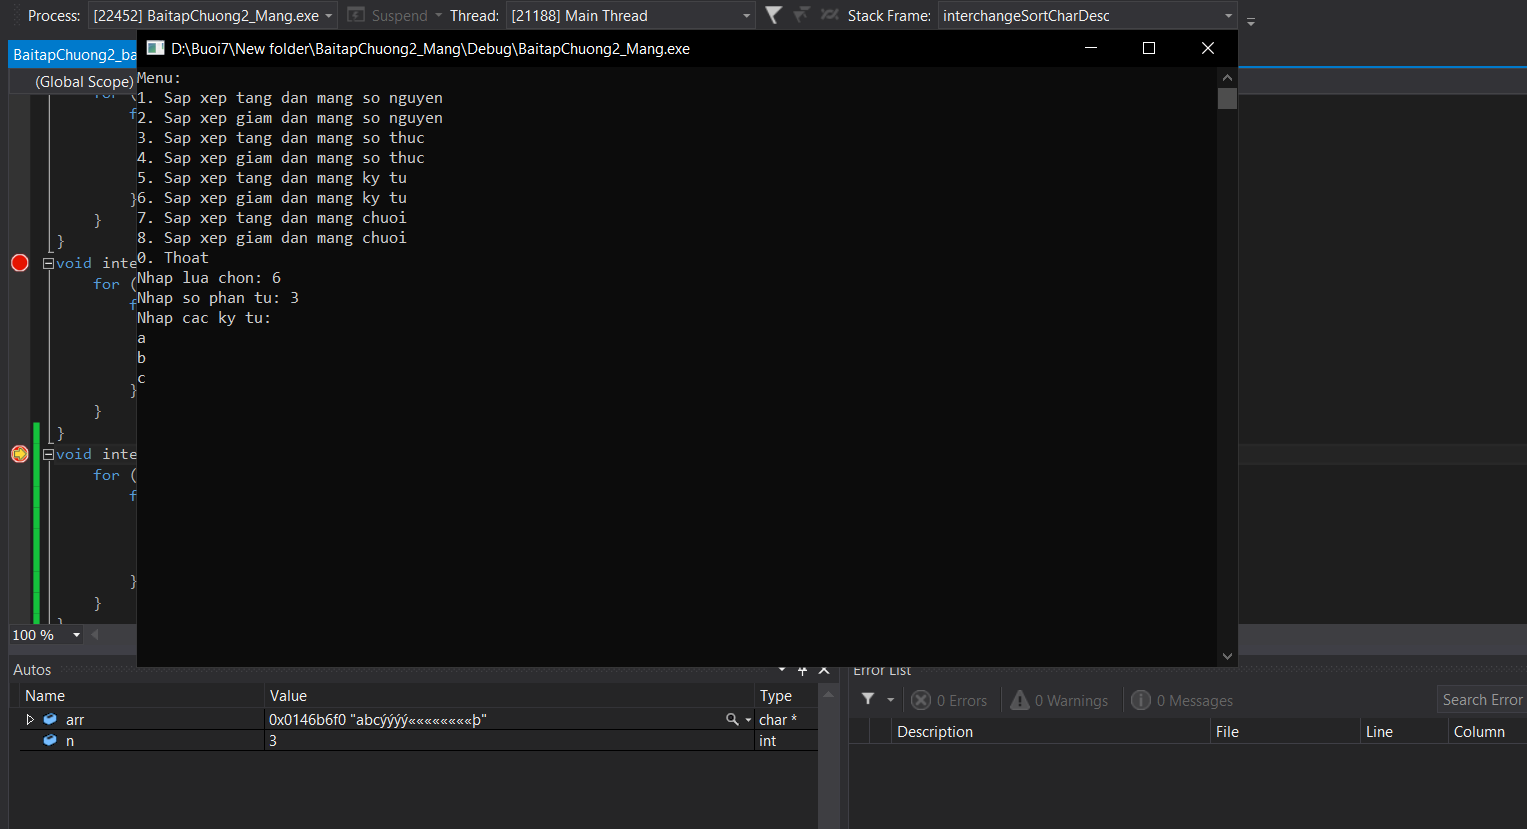 Process: [22452] BaitapChuong2_Mang.exe Suspend Thread: [21188] Main Thread Stack Frame: interchangeSortCharDesc
D:\Buoi7\New folder\BaitapChuong2_Mang\Debug\BaitapChuong2_Mang.exe
BaitapChuong2_ba
(Global Scope)
Menu:
1. Sap xep tang dan mang so nguyen
2. Sap xep giam dan mang so nguyen
3. Sap xep tang dan mang so thuc
4. Sap xep giam dan mang so thuc
5. Sap xep tang dan mang ky tu
6. Sap xep giam dan mang ky tu
7. Sap xep tang dan mang chuoi
8. Sap xep giam dan mang chuoi
0. Thoat
Nhap lua chon: 6
Nhap so phan tu: 3
Nhap cac ky tu:
a
b
c
for (
f
}
}
}
void inte
for (
f
}
}
}
void inte
for (
f
}
}
}
100 %
Autos
Name Value Type
arr 0x0146b6f0 "abcýýýý««««««««þ" char *
n 3 int
Error List
0 Errors 0 Warnings 0 Messages Search Error
Description File Line Column